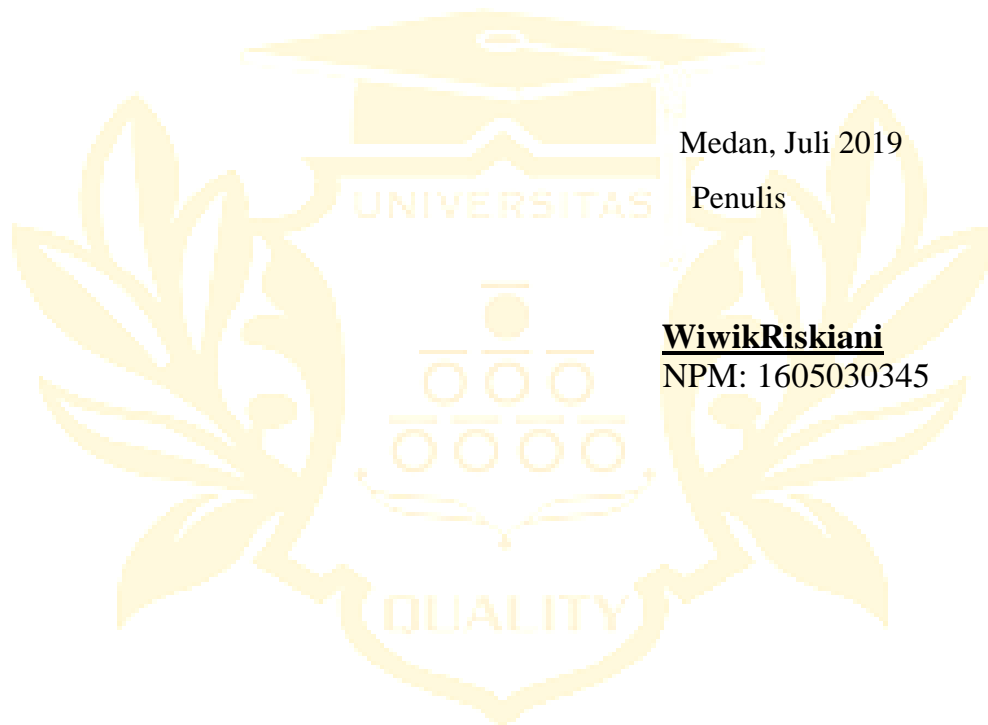 Medan, Juli 2019
UNIVERSITAS
Penulis
WiwikRiskiani
NPM: 1605030345
QUALITY